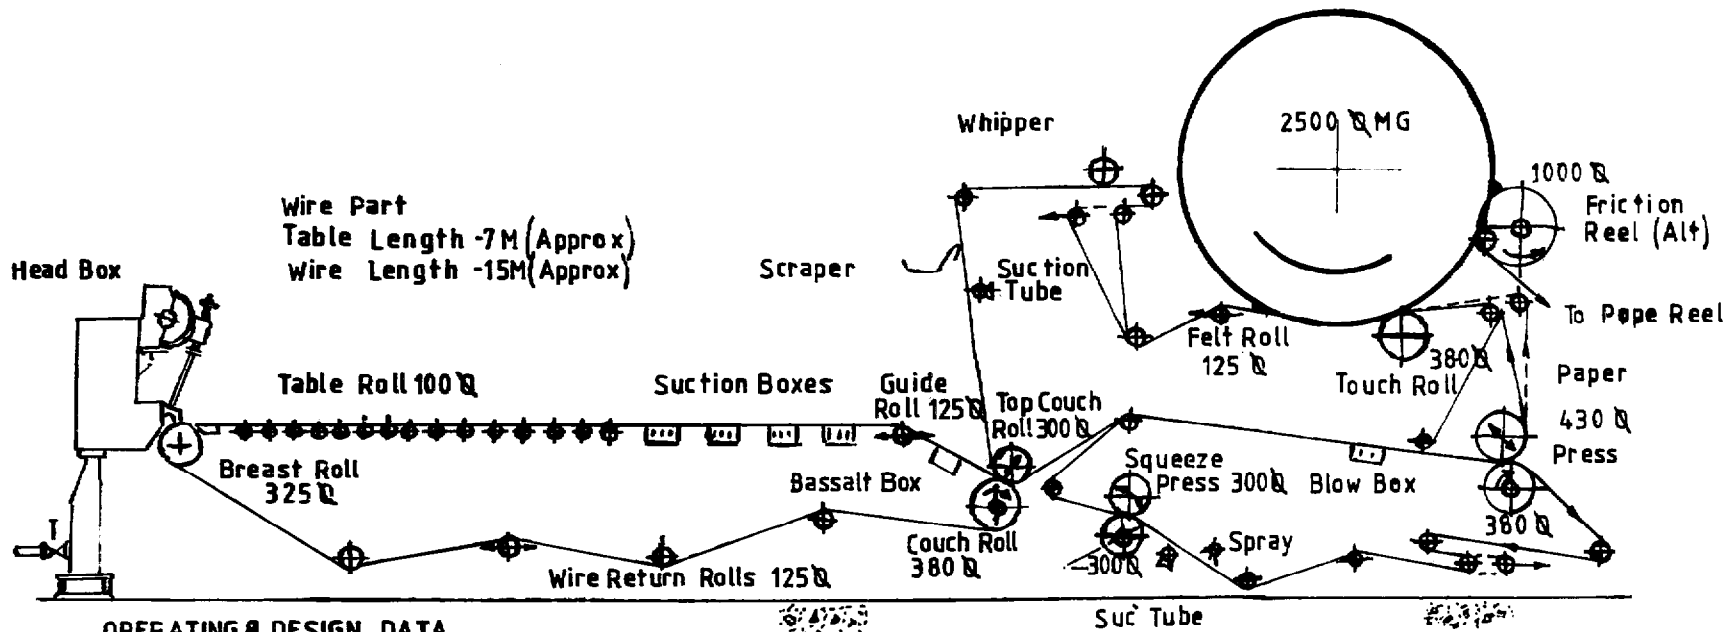 Whipper
2500 Ø MG
1000 Ø
Friction
Reel (Alt)
Wire Part
Table Length -7M (Approx)
Wire Length -15M (Approx)
Head Box
Scraper
Suction
Tube
To Pope Reel
Felt Roll
125 Ø
380 Ø
Touch Roll
Paper
Table Roll 100 Ø
Suction Boxes
Guide
Roll 125 Ø
Top Couch
Roll 300 Ø
430 Ø
Press
Breast Roll
325 Ø
Bassalt Box
Squeeze
Press 300 Ø
Blow Box
380 Ø
T
Couch Roll
380 Ø
Spray
-300 Ø
Wire Return Rolls 125 Ø
Suc Tube
OPERATING & DESIGN DATA